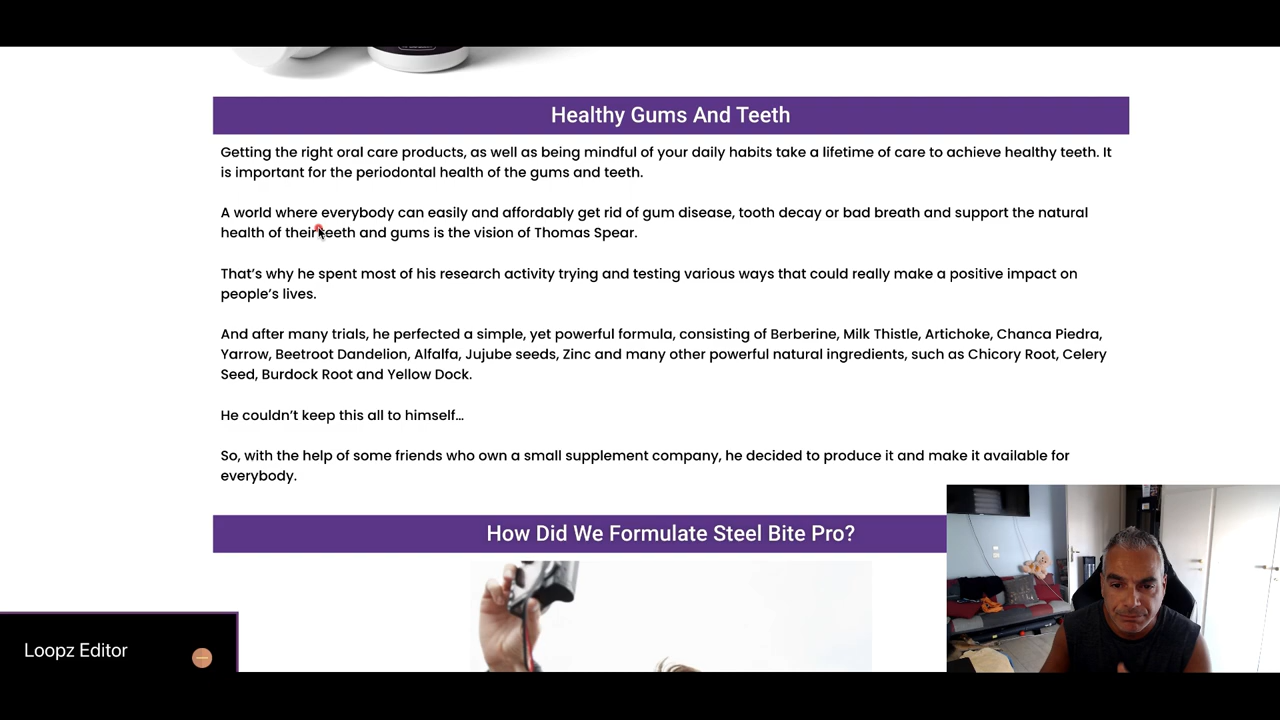 Healthy Gums And Teeth
Getting the right oral care products, as well as being mindful of your daily habits take a lifetime of care to achieve healthy teeth. It
is important for the periodontal health of the gums and teeth.
A world where everybody can easily and affordably get rid of gum disease, tooth decay or bad breath and support the natural
health of their teeth and gums is the vision of Thomas Spear.
That’s why he spent most of his research activity trying and testing various ways that could really make a positive impact on
people’s lives.
And after many trials, he perfected a simple, yet powerful formula, consisting of Berberine, Milk Thistle, Artichoke, Chanca Piedra,
Yarrow, Beetroot Dandelion, Alfalfa, Jujube seeds, Zinc and many other powerful natural ingredients, such as Chicory Root, Celery
Seed, Burdock Root and Yellow Dock.
He couldn’t keep this all to himself…
So, with the help of some friends who own a small supplement company, he decided to produce it and make it available for
everybody.
How Did We Formulate Steel Bite Pro?
Loopz Editor